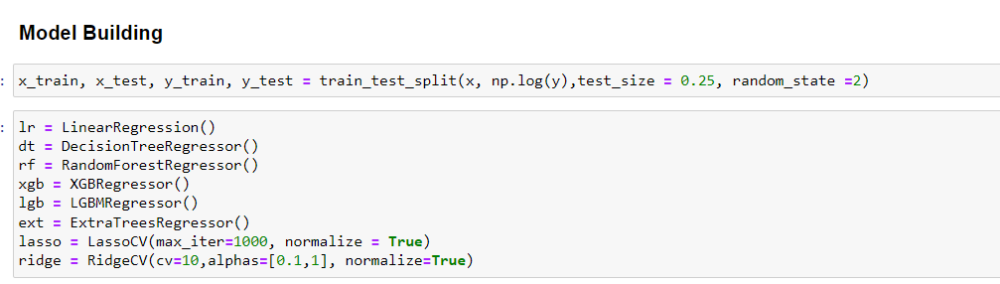 Model Building
: x_train, x_test, y_train, y_test = train_test_split(x, np.log(y),test_size = 0.25, random_state =2)
: lr = LinearRegression()
dt = DecisionTreeRegressor()
rf = RandomForestRegressor()
xgb = XGBRegressor()
lgb = LGBMRegressor()
ext = ExtraTreesRegressor()
lasso = LassoCV(max_iter=1000, normalize = True)
ridge = RidgeCV(cv=10,alphas=[0.1,1], normalize=True)